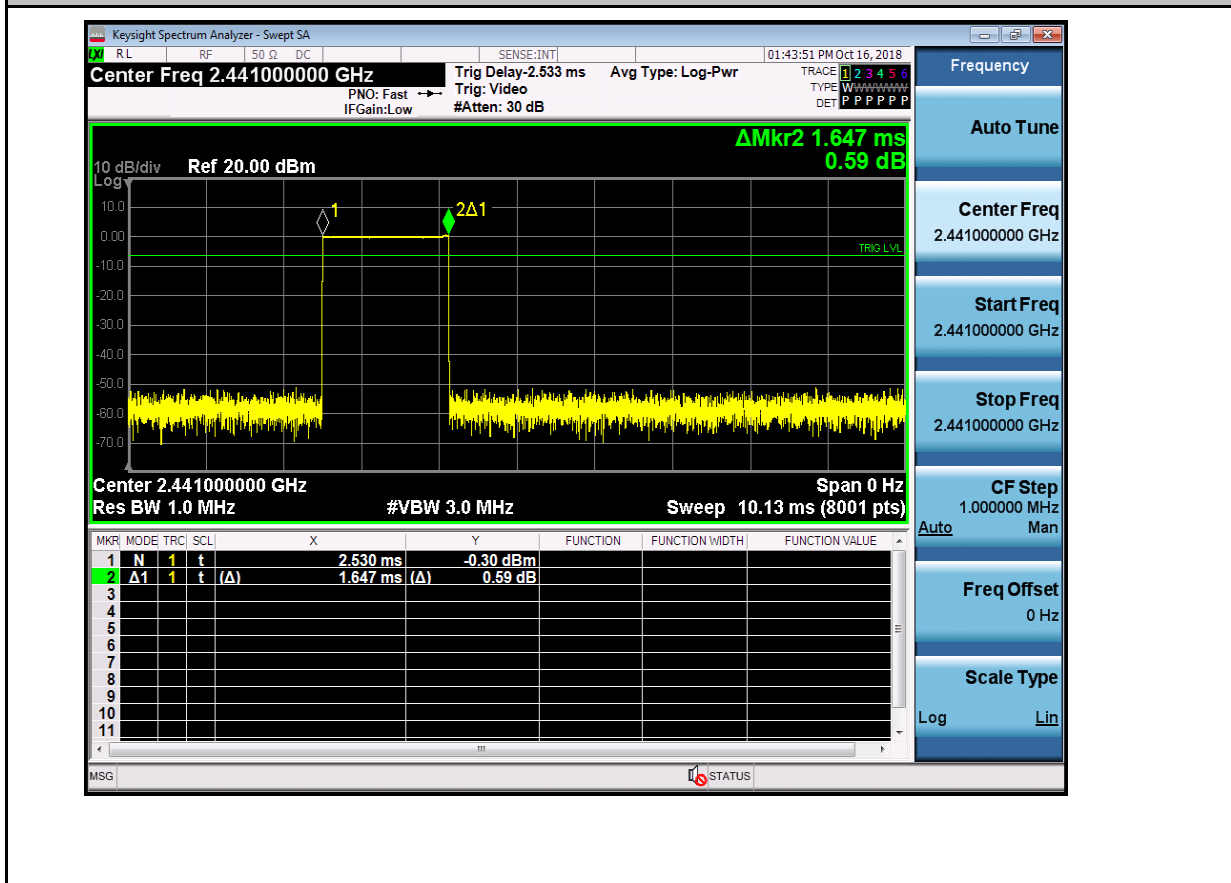 Keysight Spectrum Analyzer - Swept SA
LXI RL RF 50 Ω DC SENSE:INT 01:43:51 PM Oct 16, 2018
Center Freq 2.441000000 GHz
PNO: Fast
IFGain:Low
Trig Delay-2.533 ms
Trig: Video
#Atten: 30 dB
Avg Type: Log-Pwr
TRACE 1 2 3 4 5 6
TYPE W W W W W W
DET P P P P P P
ΔMkr2 1.647 ms
0.59 dB
10 dB/div
Log
Ref 20.00 dBm
10.0
0.00
-10.0
-20.0
-30.0
-40.0
-50.0
-60.0
-70.0
1
2Δ1
TRIG LVL
Center 2.441000000 GHz Span 0 Hz
Res BW 1.0 MHz #VBW 3.0 MHz Sweep 10.13 ms (8001 pts)
MKR MODE TRC SCL X Y FUNCTION FUNCTION WIDTH FUNCTION VALUE
1 N 1 t 2.530 ms -0.30 dBm
2 Δ1 1 t (Δ) 1.647 ms (Δ) 0.59 dB
3
4
5
6
7
8
9
10
11
MSG STATUS
Frequency
Auto Tune
Center Freq
2.441000000 GHz
Start Freq
2.441000000 GHz
Stop Freq
2.441000000 GHz
CF Step
1.000000 MHz
Auto Man
Freq Offset
0 Hz
Scale Type
Log Lin